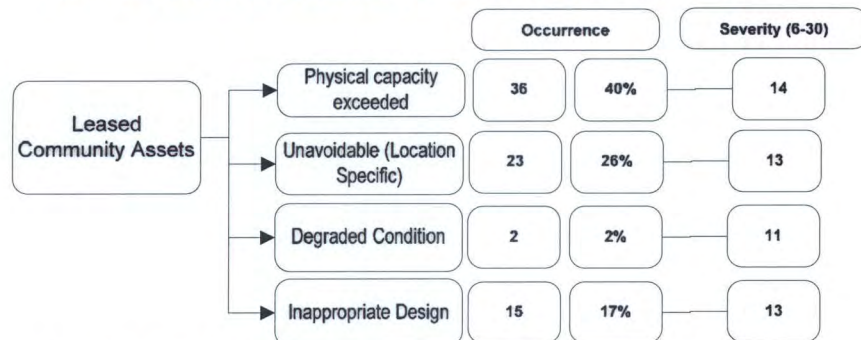 Occurrence
Severity (6-30)
Leased
Community Assets
Physical capacity
exceeded
36
40%
14
Unavoidable (Location
Specific)
23
26%
13
Degraded Condition
2
2%
11
Inappropriate Design
15
17%
13